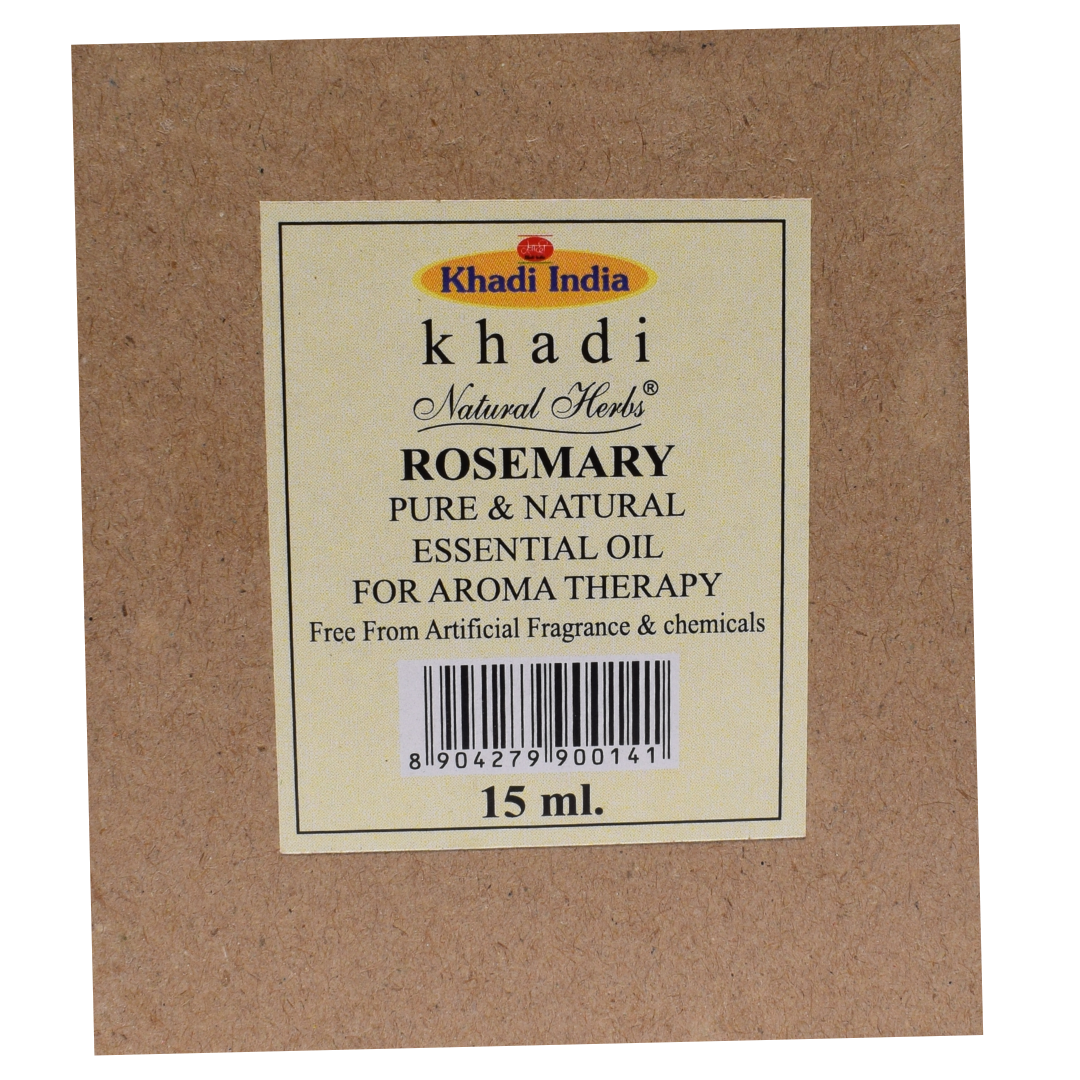 Khadi India
khadi
Natural Herbs®
ROSEMARY
PURE & NATURAL
ESSENTIAL OIL
FOR AROMA THERAPY
Free From Artificial Fragrance & chemicals
8 904279 900141
15 ml.